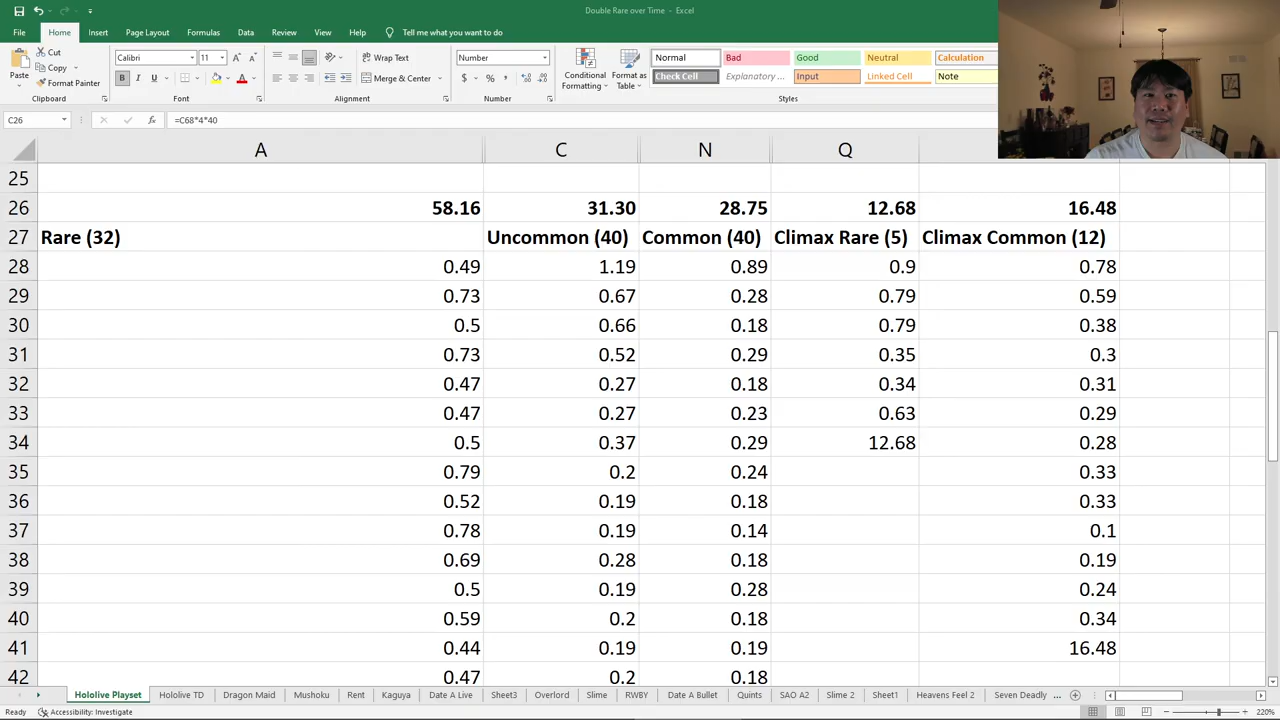 Double Rare over Time - Excel
File Home Insert Page Layout Formulas Data Review View Help Tell me what you want to do
Paste Cut Copy Format Painter
Clipboard
Calibri 11
B I U A A A
Font
Wrap Text
Merge & Center
Alignment
Number
$ %
Number
Conditional Formatting Format as Table
Normal Bad Good Neutral Calculation
Check Cell Explanatory ... Input Linked Cell Note
Styles
C26 fx =C68*4*40
A C N Q
25
26 58.16 31.30 28.75 12.68 16.48
27 Rare (32) Uncommon (40) Common (40) Climax Rare (5) Climax Common (12)
28 0.49 1.19 0.89 0.9 0.78
29 0.73 0.67 0.28 0.79 0.59
30 0.5 0.66 0.18 0.79 0.38
31 0.73 0.52 0.29 0.35 0.3
32 0.47 0.27 0.18 0.34 0.31
33 0.47 0.27 0.23 0.63 0.29
34 0.5 0.37 0.29 12.68 0.28
35 0.79 0.2 0.24 0.33
36 0.52 0.19 0.18 0.33
37 0.78 0.19 0.14 0.1
38 0.69 0.28 0.18 0.19
39 0.5 0.19 0.28 0.24
40 0.59 0.2 0.18 0.34
41 0.44 0.19 0.19 16.48
42 0.47 0.2 0.18
Hololive Playset Hololive TD Dragon Maid Mushoku Rent Kaguya Date A Live Sheet3 Overlord Slime RWBY Date A Bullet Quints SAO A2 Slime 2 Sheet1 Heavens Feel 2 Seven Deadly ...
Ready Accessibility: Investigate 220%